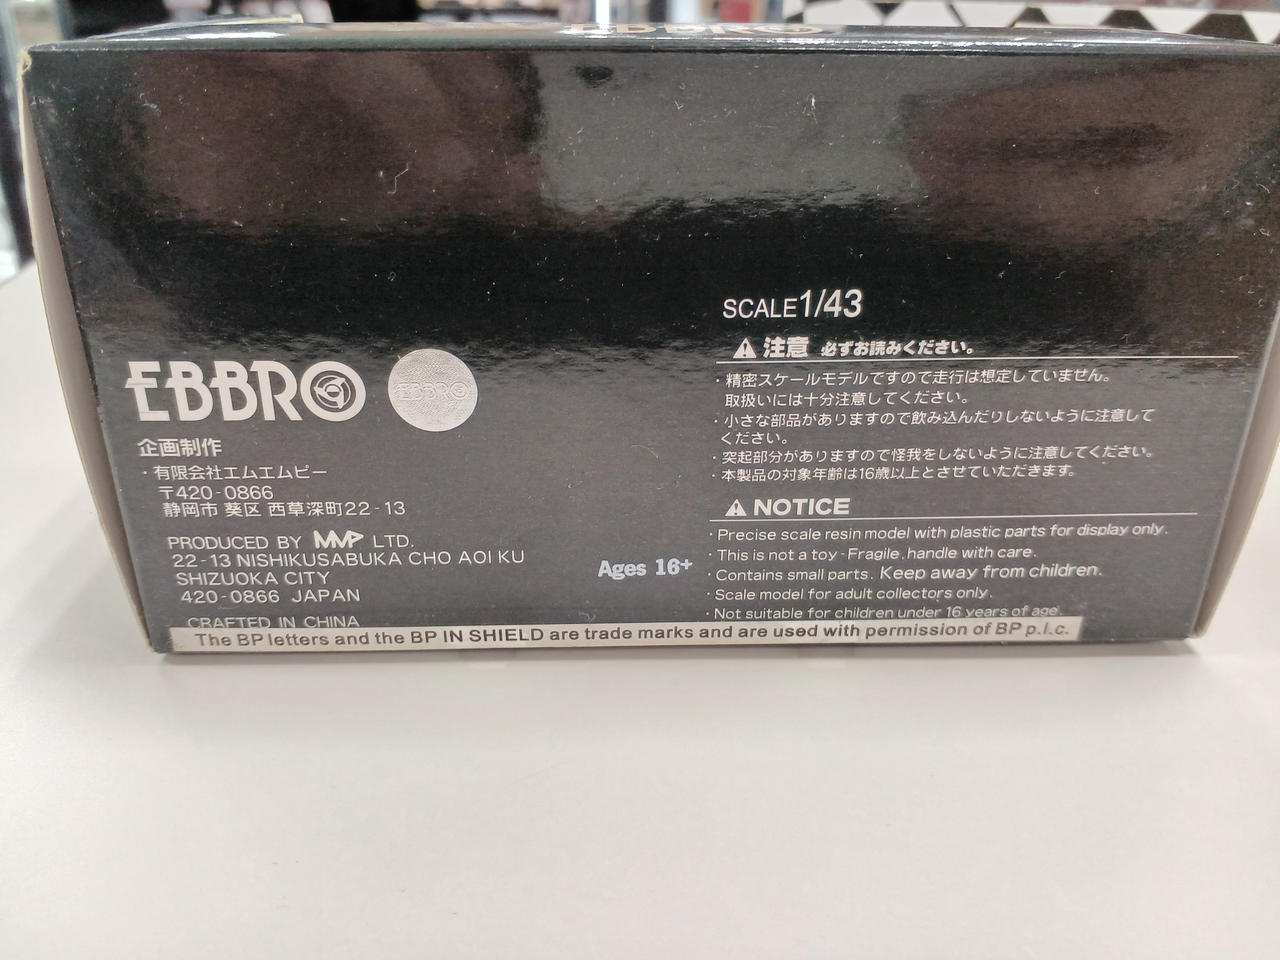 EBBRO
SCALE1/43
注意 必ずお読みください。
・精密スケールモデルですので走行は想定していません。
取扱いには十分注意してください。
・小さな部品がありますので飲み込んだりしないように注意して
ください。
・突起部分がありますので怪我をしないように注意してください。
・本製品の対象年齢は16歳以上とさせていただきます。
NOTICE
・Precise scale resin model with plastic parts for display only.
・This is not a toy・Fragile, handle with care.
・Contains small parts. Keep away from children.
・Scale model for adult collectors only.
・Not suitable for children under 16 years of age.
EBBRO
EBBRO
企画制作
・有限会社エムエムピー
〒420-0866
静岡市 葵区 西草深町22-13
PRODUCED BY MMP LTD.
22-13 NISHIKUSABUKA CHO AOI KU
SHIZUOKA CITY
420-0866 JAPAN
CRAFTED IN CHINA
Ages 16+
The BP letters and the BP IN SHIELD are trade marks and are used with permission of BP p.l.c.